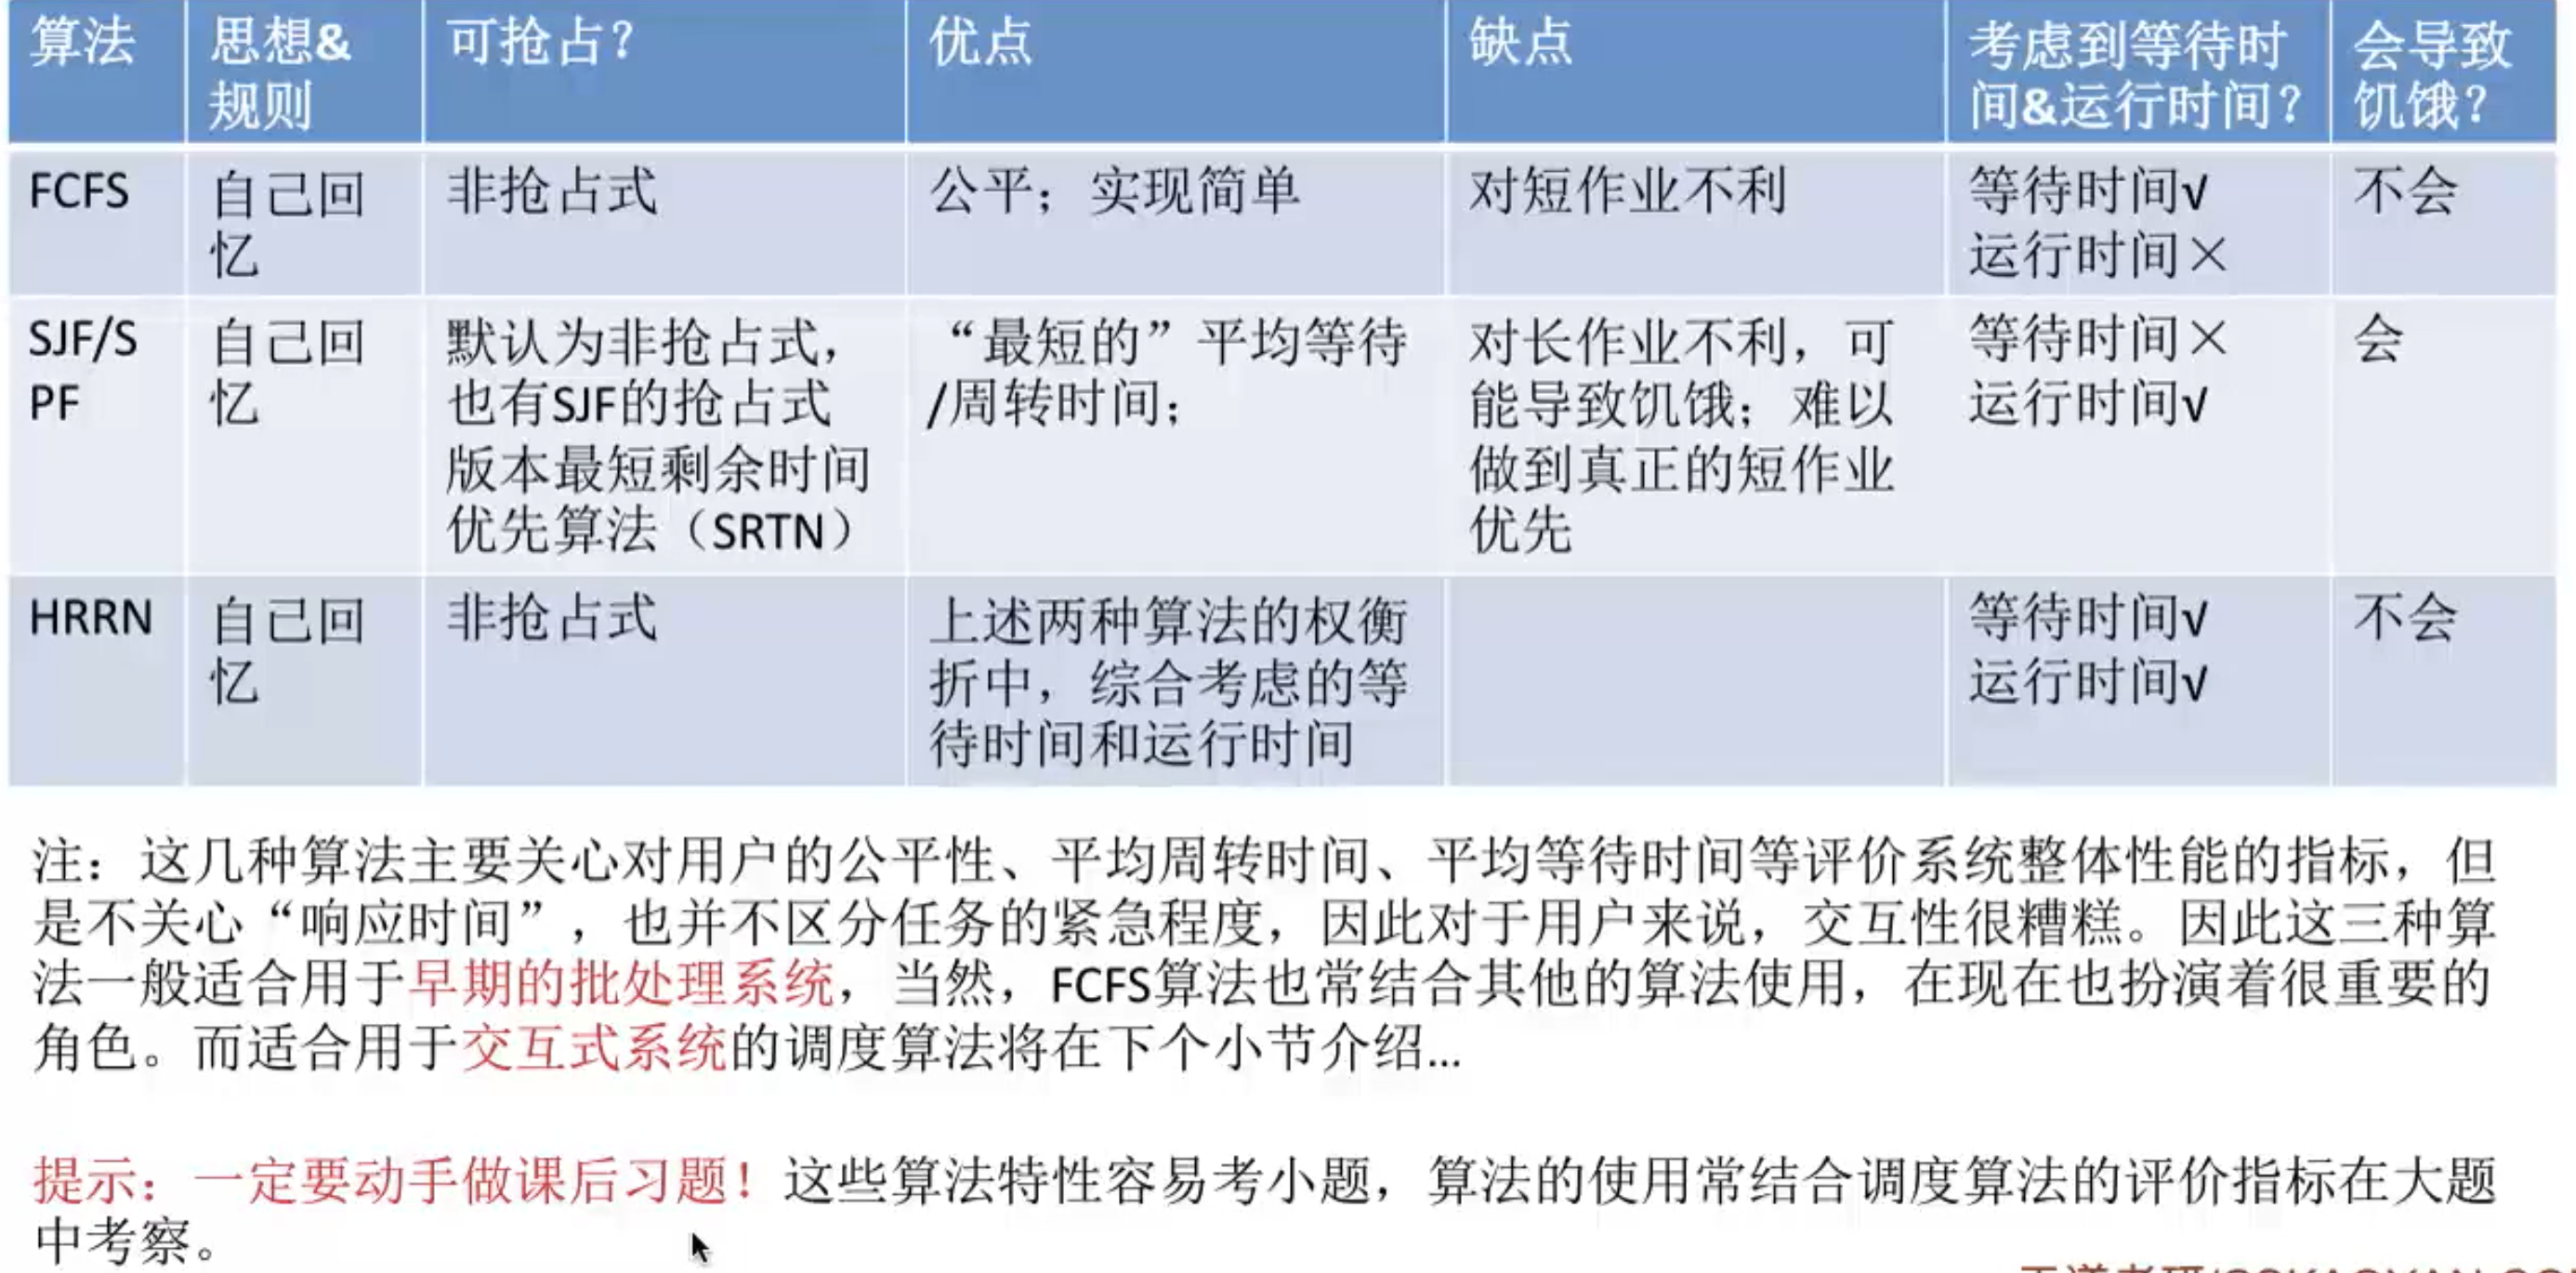 算法 思想& 可抢占？ 优点 缺点 考虑到等待时 会导致
规则 间&运行时间？ 饥饿？
FCFS 自己回 非抢占式 公平；实现简单 对短作业不利 等待时间√ 不会
忆 运行时间×
SJF/S 自己回 默认为非抢占式， “最短的”平均等待 对长作业不利，可 等待时间× 会
PF 忆 也有SJF的抢占式 /周转时间； 能导致饥饿；难以 运行时间√
版本最短剩余时间 做到真正的短作业
优先算法（SRTN） 优先
HRRN 自己回 非抢占式 上述两种算法的权衡 等待时间√ 不会
忆 折中，综合考虑的等 运行时间√
待时间和运行时间
注：这几种算法主要关心对用户的公平性、平均周转时间、平均等待时间等评价系统整体性能的指标，但
是不关心“响应时间”，也并不区分任务的紧急程度，因此对于用户来说，交互性很糟糕。因此这三种算
法一般适合用于早期的批处理系统，当然，FCFS算法也常结合其他的算法使用，在现在也扮演着很重要的
角色。而适合用于交互式系统的调度算法将在下个小节介绍...
提示：一定要动手做课后习题！这些算法特性容易考小题，算法的使用常结合调度算法的评价指标在大题
中考察。